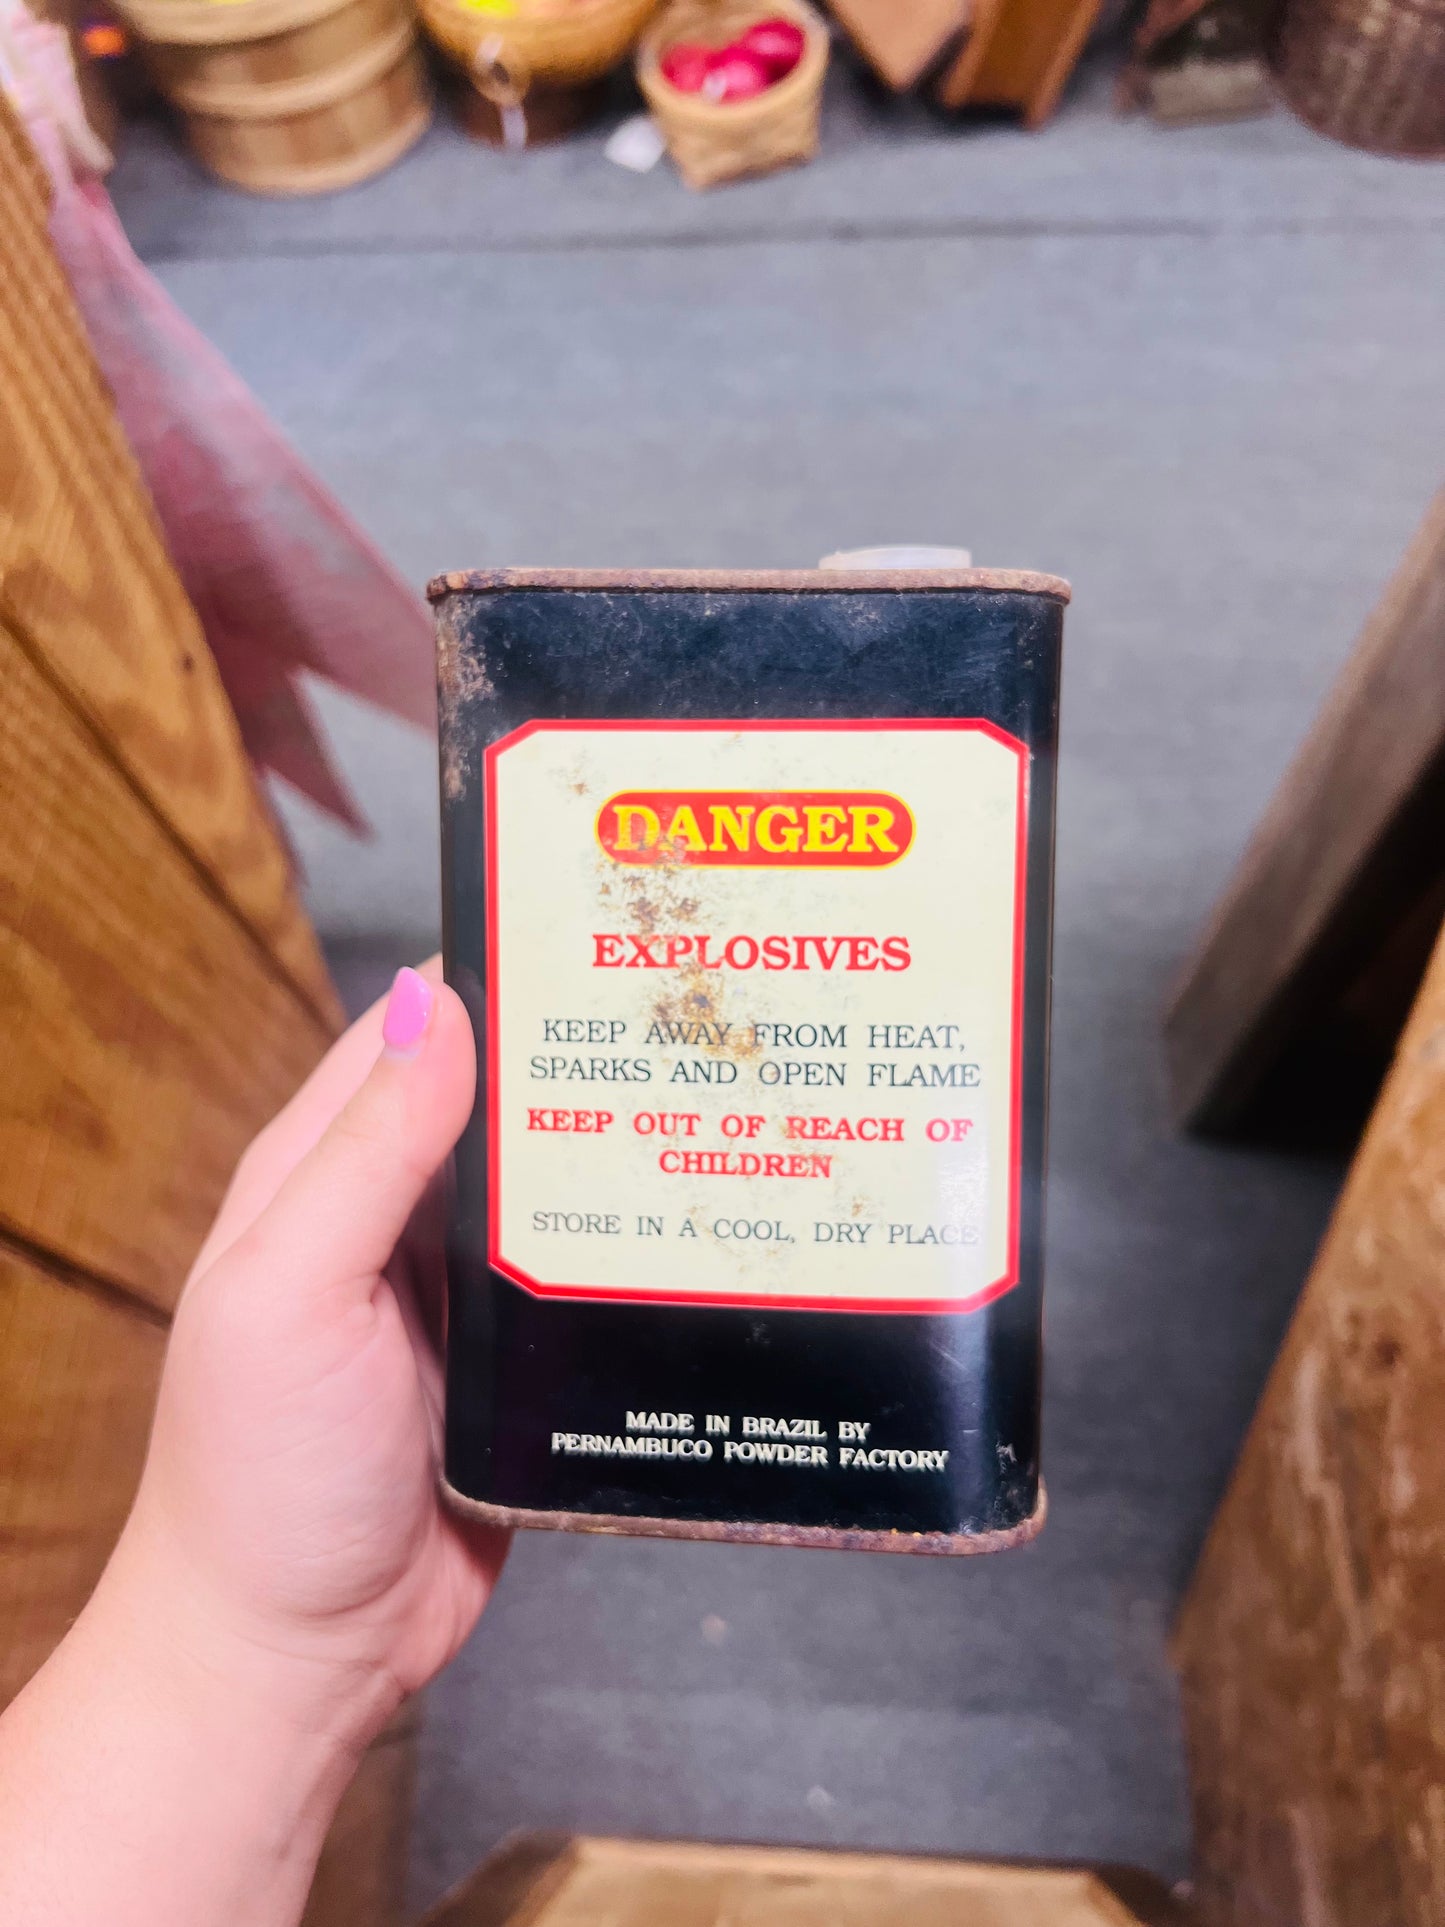 DANGER
EXPLOSIVES
KEEP AWAY FROM HEAT,
SPARKS AND OPEN FLAME
KEEP OUT OF REACH OF
CHILDREN
STORE IN A COOL, DRY PLACE
MADE IN BRAZIL BY
PERNAMBUCO POWDER FACTORY